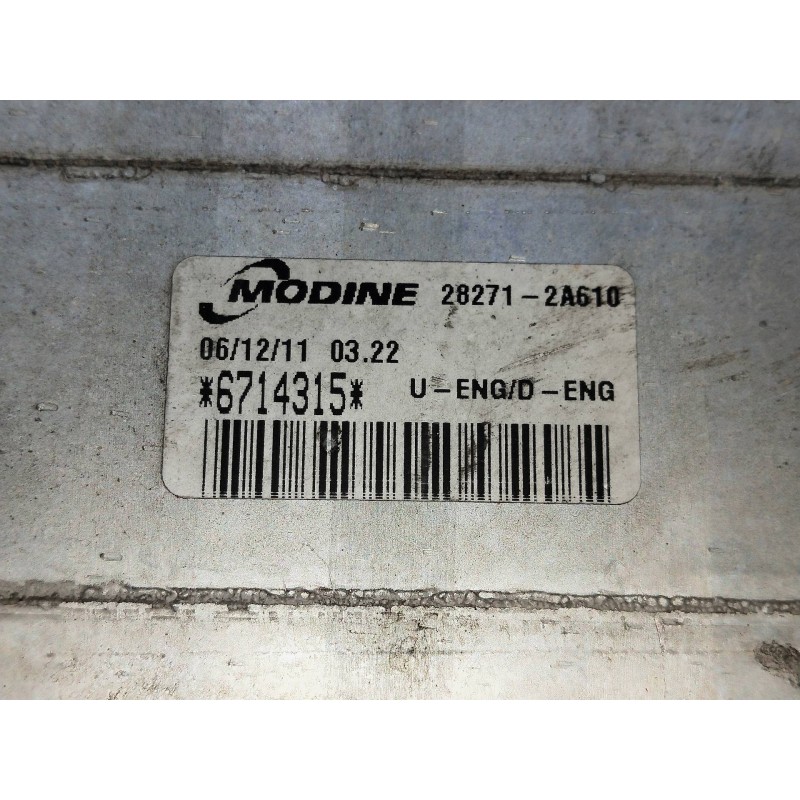 MODINE 28271-2A610
06/12/11 03.22
*6714315* U-ENG/D-ENG